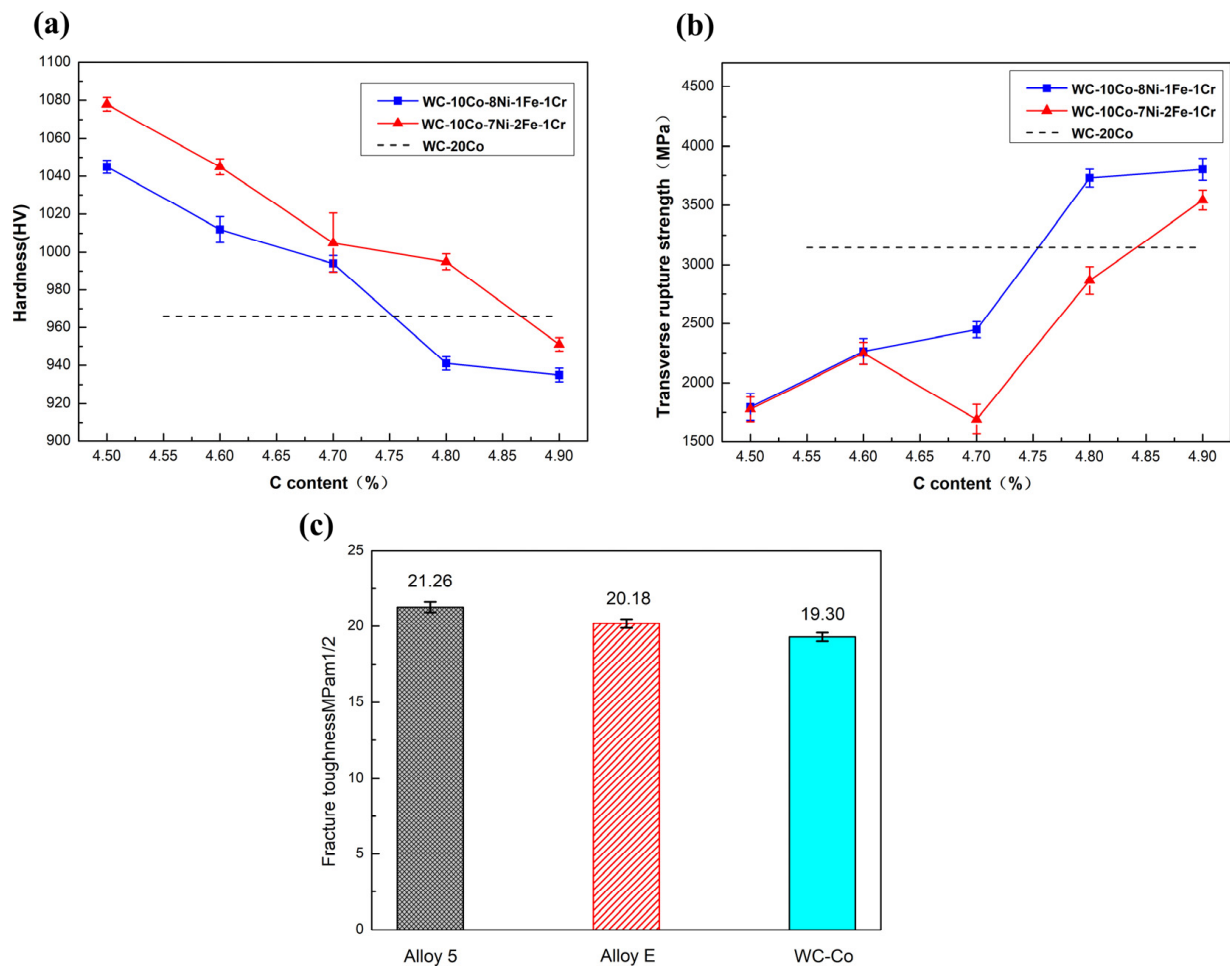 (a)
1100
1080
1060
1040
1020
1000
980
960
940
920
900
Hardness(HV)
WC-10Co-8Ni-1Fe-1Cr
WC-10Co-7Ni-2Fe-1Cr
WC-20Co
4.50 4.55 4.60 4.65 4.70 4.75 4.80 4.85 4.90
C content（%）
(b)
4500
4000
3500
3000
2500
2000
1500
Transverse rupture strength（MPa）
WC-10Co-8Ni-1Fe-1Cr
WC-10Co-7Ni-2Fe-1Cr
WC-20Co
4.50 4.55 4.60 4.65 4.70 4.75 4.80 4.85 4.90
C content（%）
(c)
25
20
15
10
5
0
Fracture toughnessMPam1/2
21.26
20.18
19.30
Alloy 5 Alloy E WC-Co